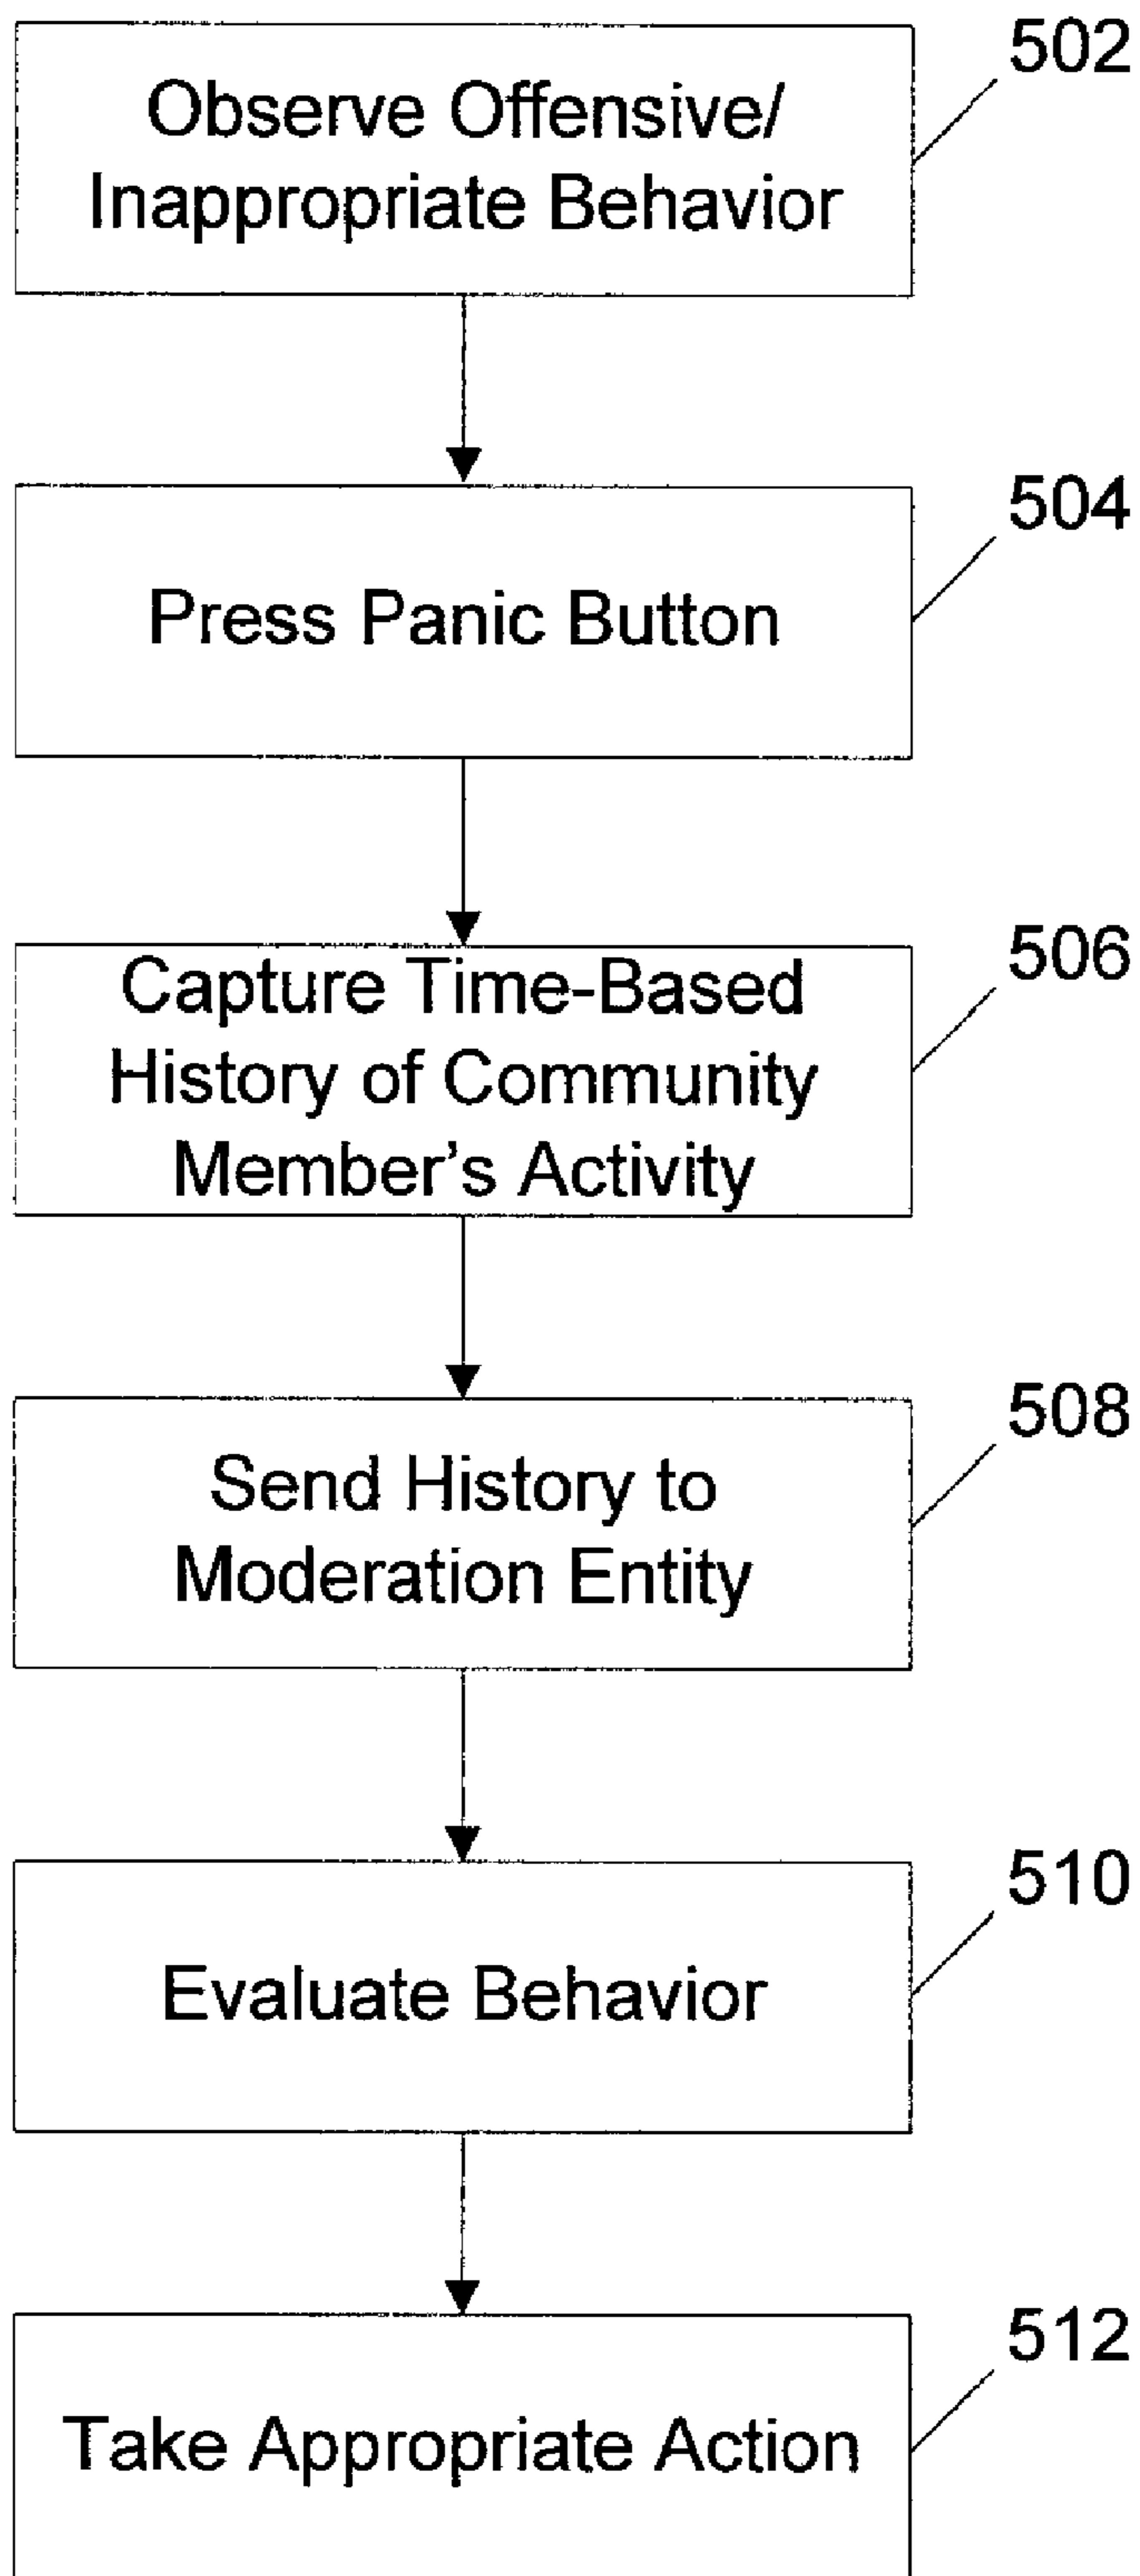 502
Observe Offensive/
Inappropriate Behavior
504
Press Panic Button
506
Capture Time-Based
History of Community
Member's Activity
508
Send History to
Moderation Entity
510
Evaluate Behavior
512
Take Appropriate Action